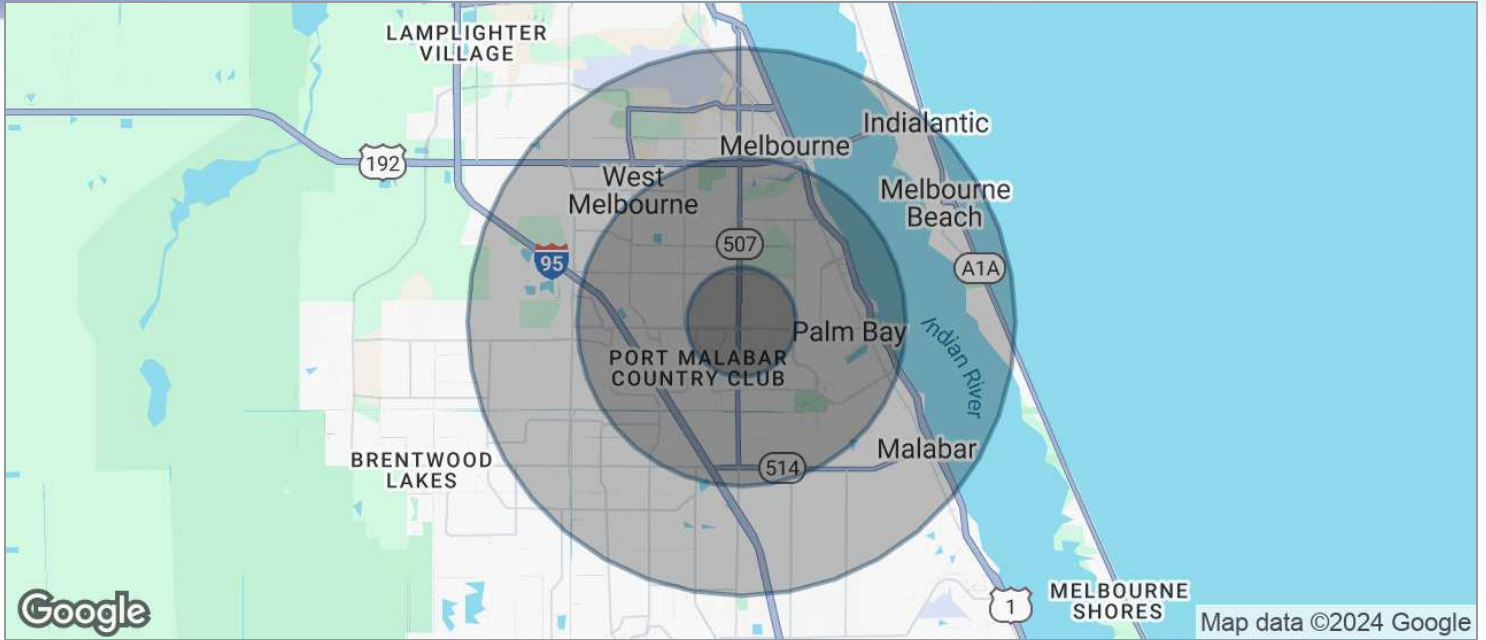 LAMPLIGHTER
VILLAGE
Indialantic
Melbourne
192
West
Melbourne
Melbourne
Beach
507
95
A1A
Palm Bay
Indian River
PORT MALABAR
COUNTRY CLUB
Malabar
BRENTWOOD
LAKES
514
MELBOURNE
SHORES
1
Google
Map data ©2024 Google